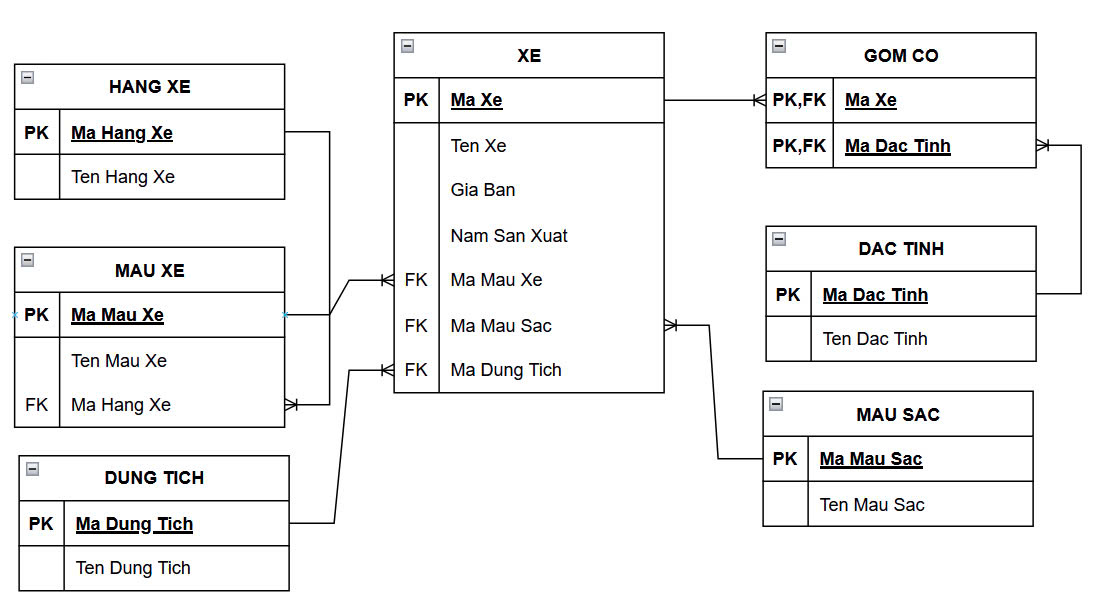 HANG XE
PK Ma Hang Xe
Ten Hang Xe
MAU XE
PK Ma Mau Xe
Ten Mau Xe
FK Ma Hang Xe
DUNG TICH
PK Ma Dung Tich
Ten Dung Tich
XE
PK Ma Xe
Ten Xe
Gia Ban
Nam San Xuat
FK Ma Mau Xe
FK Ma Mau Sac
FK Ma Dung Tich
GOM CO
PK,FK Ma Xe
PK,FK Ma Dac Tinh
DAC TINH
PK Ma Dac Tinh
Ten Dac Tinh
MAU SAC
PK Ma Mau Sac
Ten Mau Sac